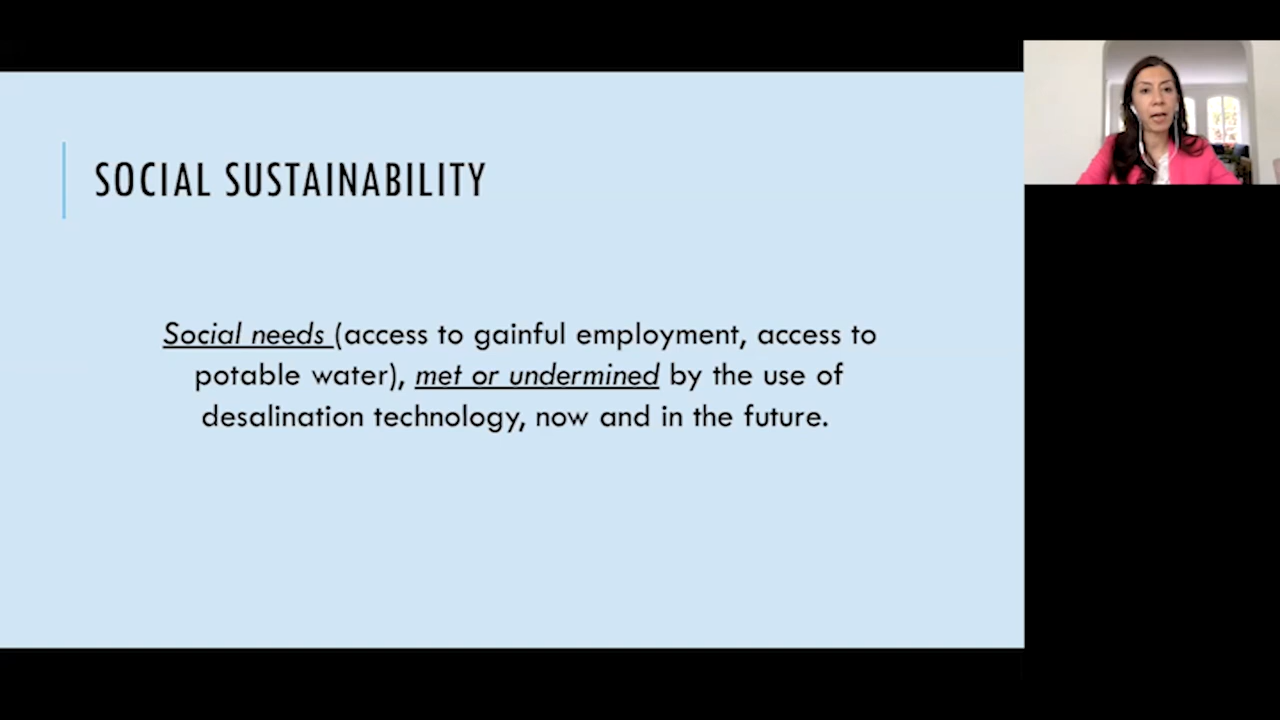 SOCIAL SUSTAINABILITY
Social needs (access to gainful employment, access to
potable water), met or undermined by the use of
desalination technology, now and in the future.